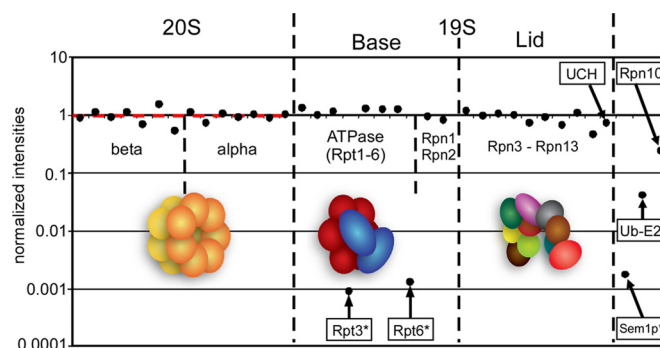 20S
19S
Base
Lid
normalized intensities
10
1
0.1
0.01
0.001
0.0001
UCH
Rpn10
beta
alpha
ATPase
(Rpt1-6)
Rpn1
Rpn2
Rpn3 - Rpn13
Ub-E2
Rpt3*
Rpt6*
Sem1p*